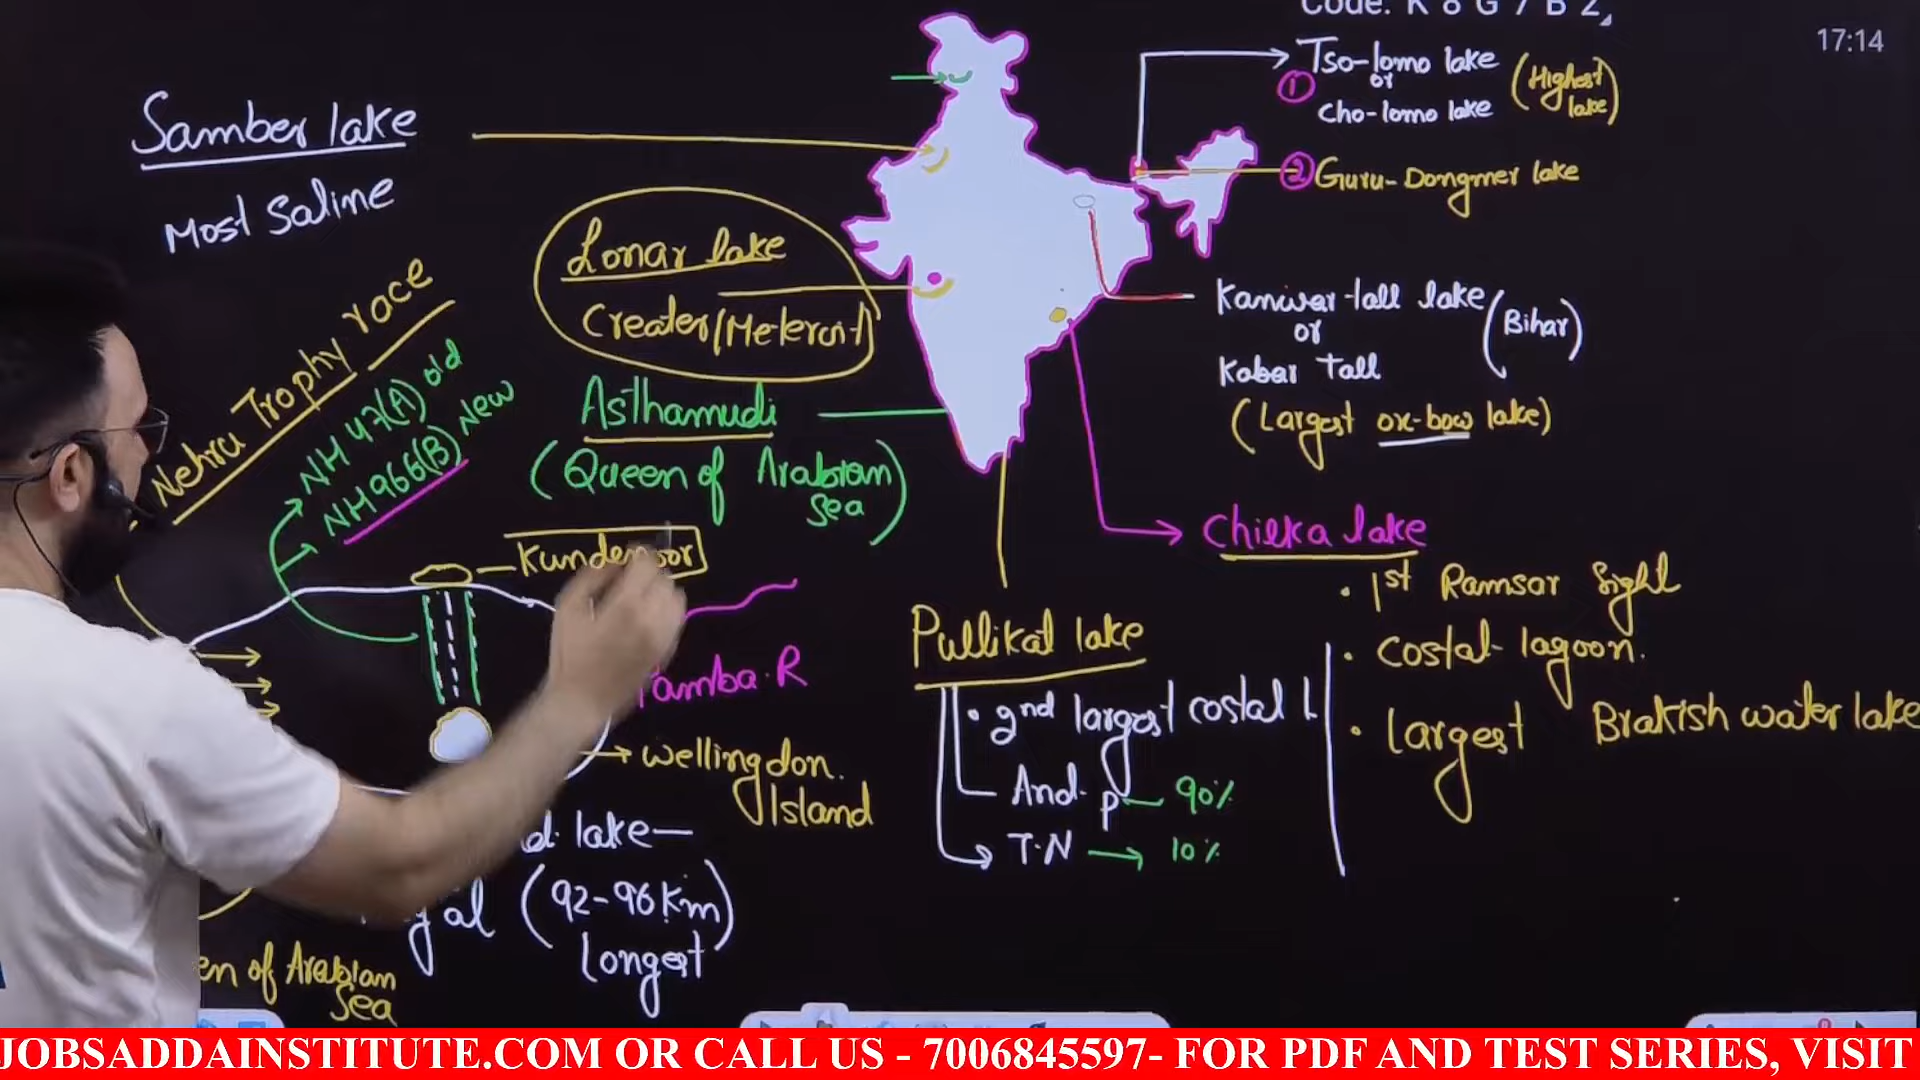 Code: K 8 G 7 B Z
17:14
Tso-lomo lake
or
Cho-lomo lake
(Highest lake)
①
② Guru-Dongmer lake
Samber lake
Most Saline
Lonar lake
Creater/Meteroit
Kanwar-tall lake
or
Kabar Tall
(Bihar)
(Largest ox-bow lake)
Nehru Trophy race
NH 47(A) old
NH 966(B) New
Asthamudi
(Queen of Arabian
Sea)
Chilka lake
• 1st Ramsar Sight
• Costal-lagoon.
• Largest Brakish water lake
Pullikat lake
• 2nd largest costal l.
And. P 90%
T.N 10%
Pamba.R
Wellingdon.
Island
lake
(92-96 Km)
Longest
en of Arabian
Sea
JOBSADDAINSTITUTE.COM OR CALL US - 7006845597- FOR PDF AND TEST SERIES, VISIT